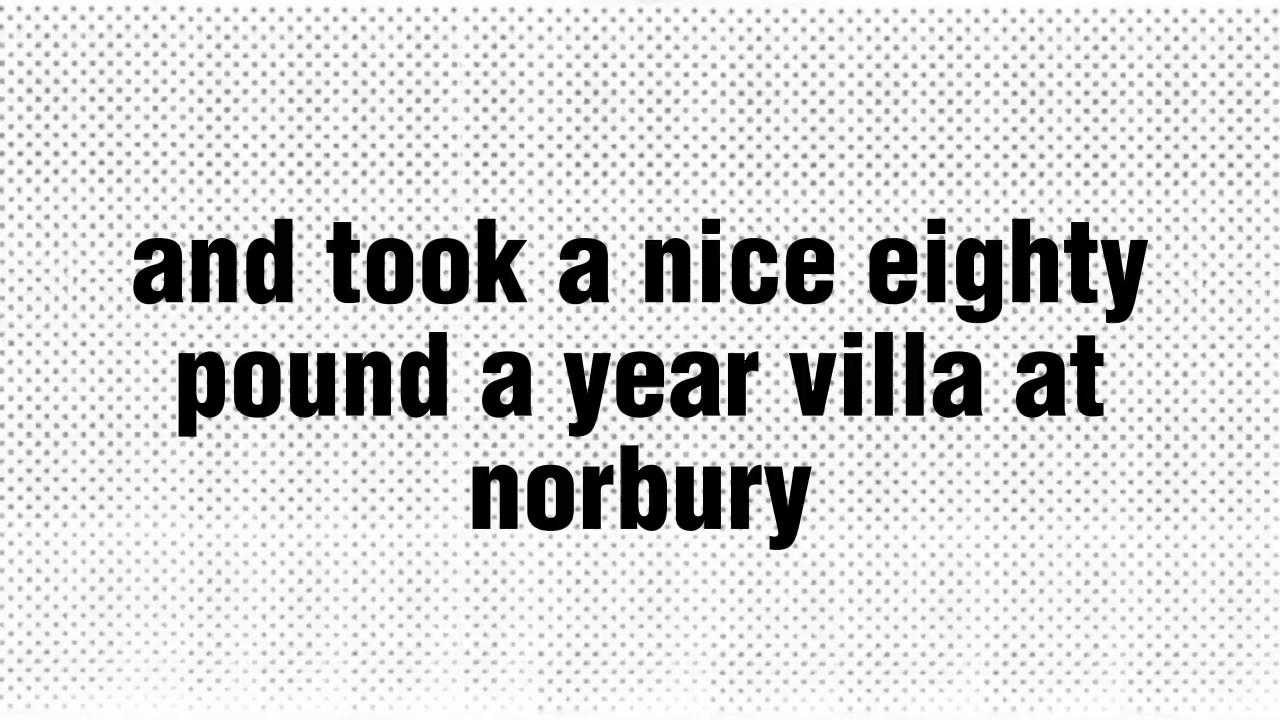 and took a nice eighty
pound a year villa at
norbury